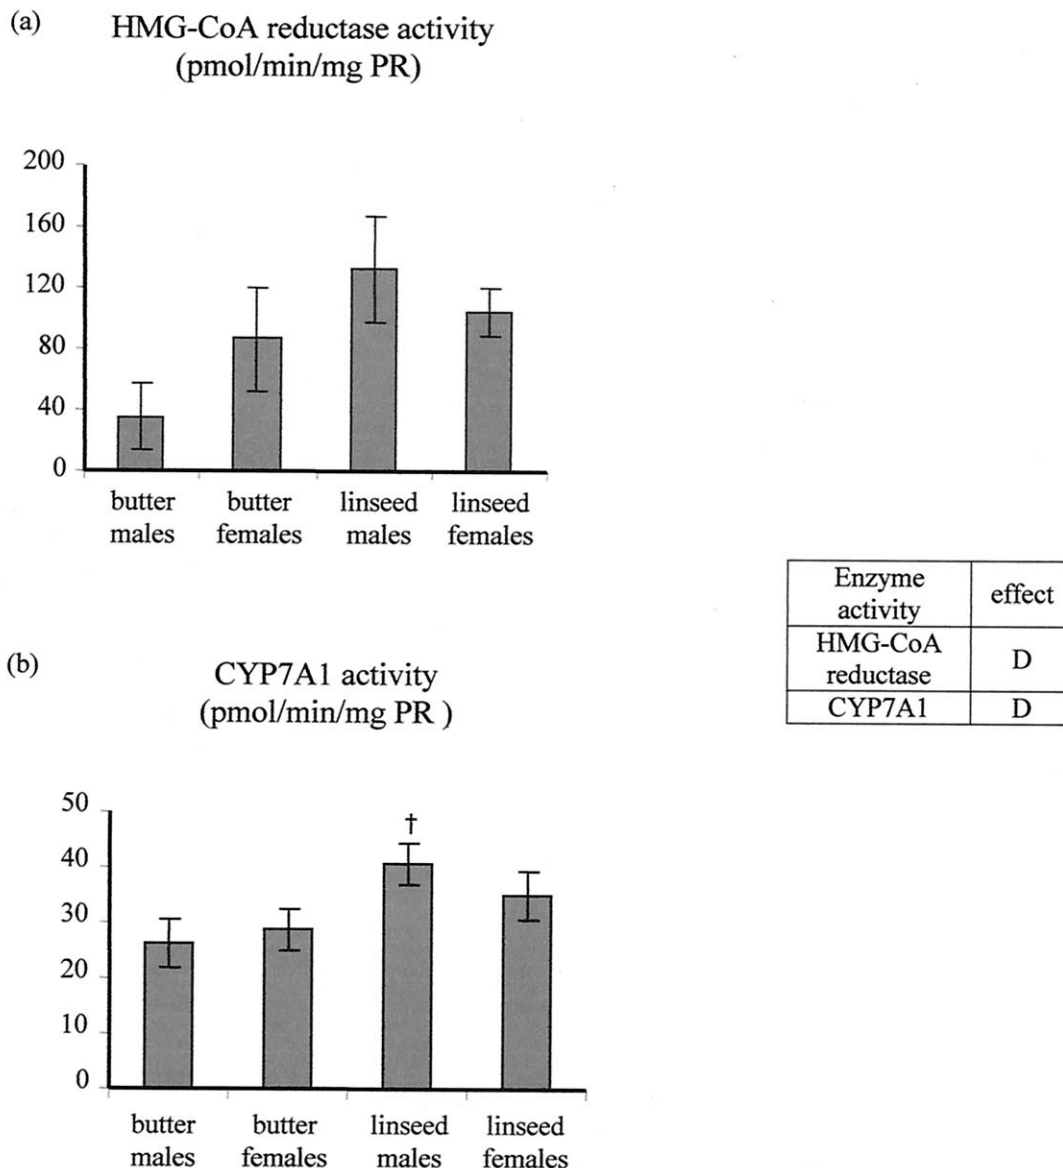 (a)
HMG-CoA reductase activity
(pmol/min/mg PR)
200
160
120
80
40
0
butter butter linseed linseed
males females males females
Enzyme
activity
effect
HMG-CoA
reductase
D
CYP7A1 D
(b)
CYP7A1 activity
(pmol/min/mg PR )
50
†
40
30
20
10
0
butter butter linseed linseed
males females males females